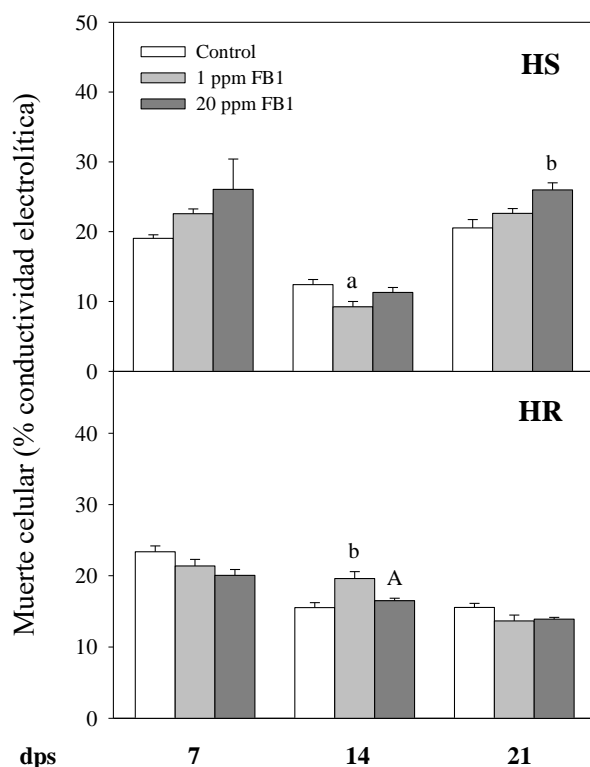 Muerte celular (% conductividad electrolítica)
50
40
30
20
10
0
Control
1 ppm FB1
20 ppm FB1
HS
a
b
40
30
20
10
0
HR
b
A
dps 7 14 21